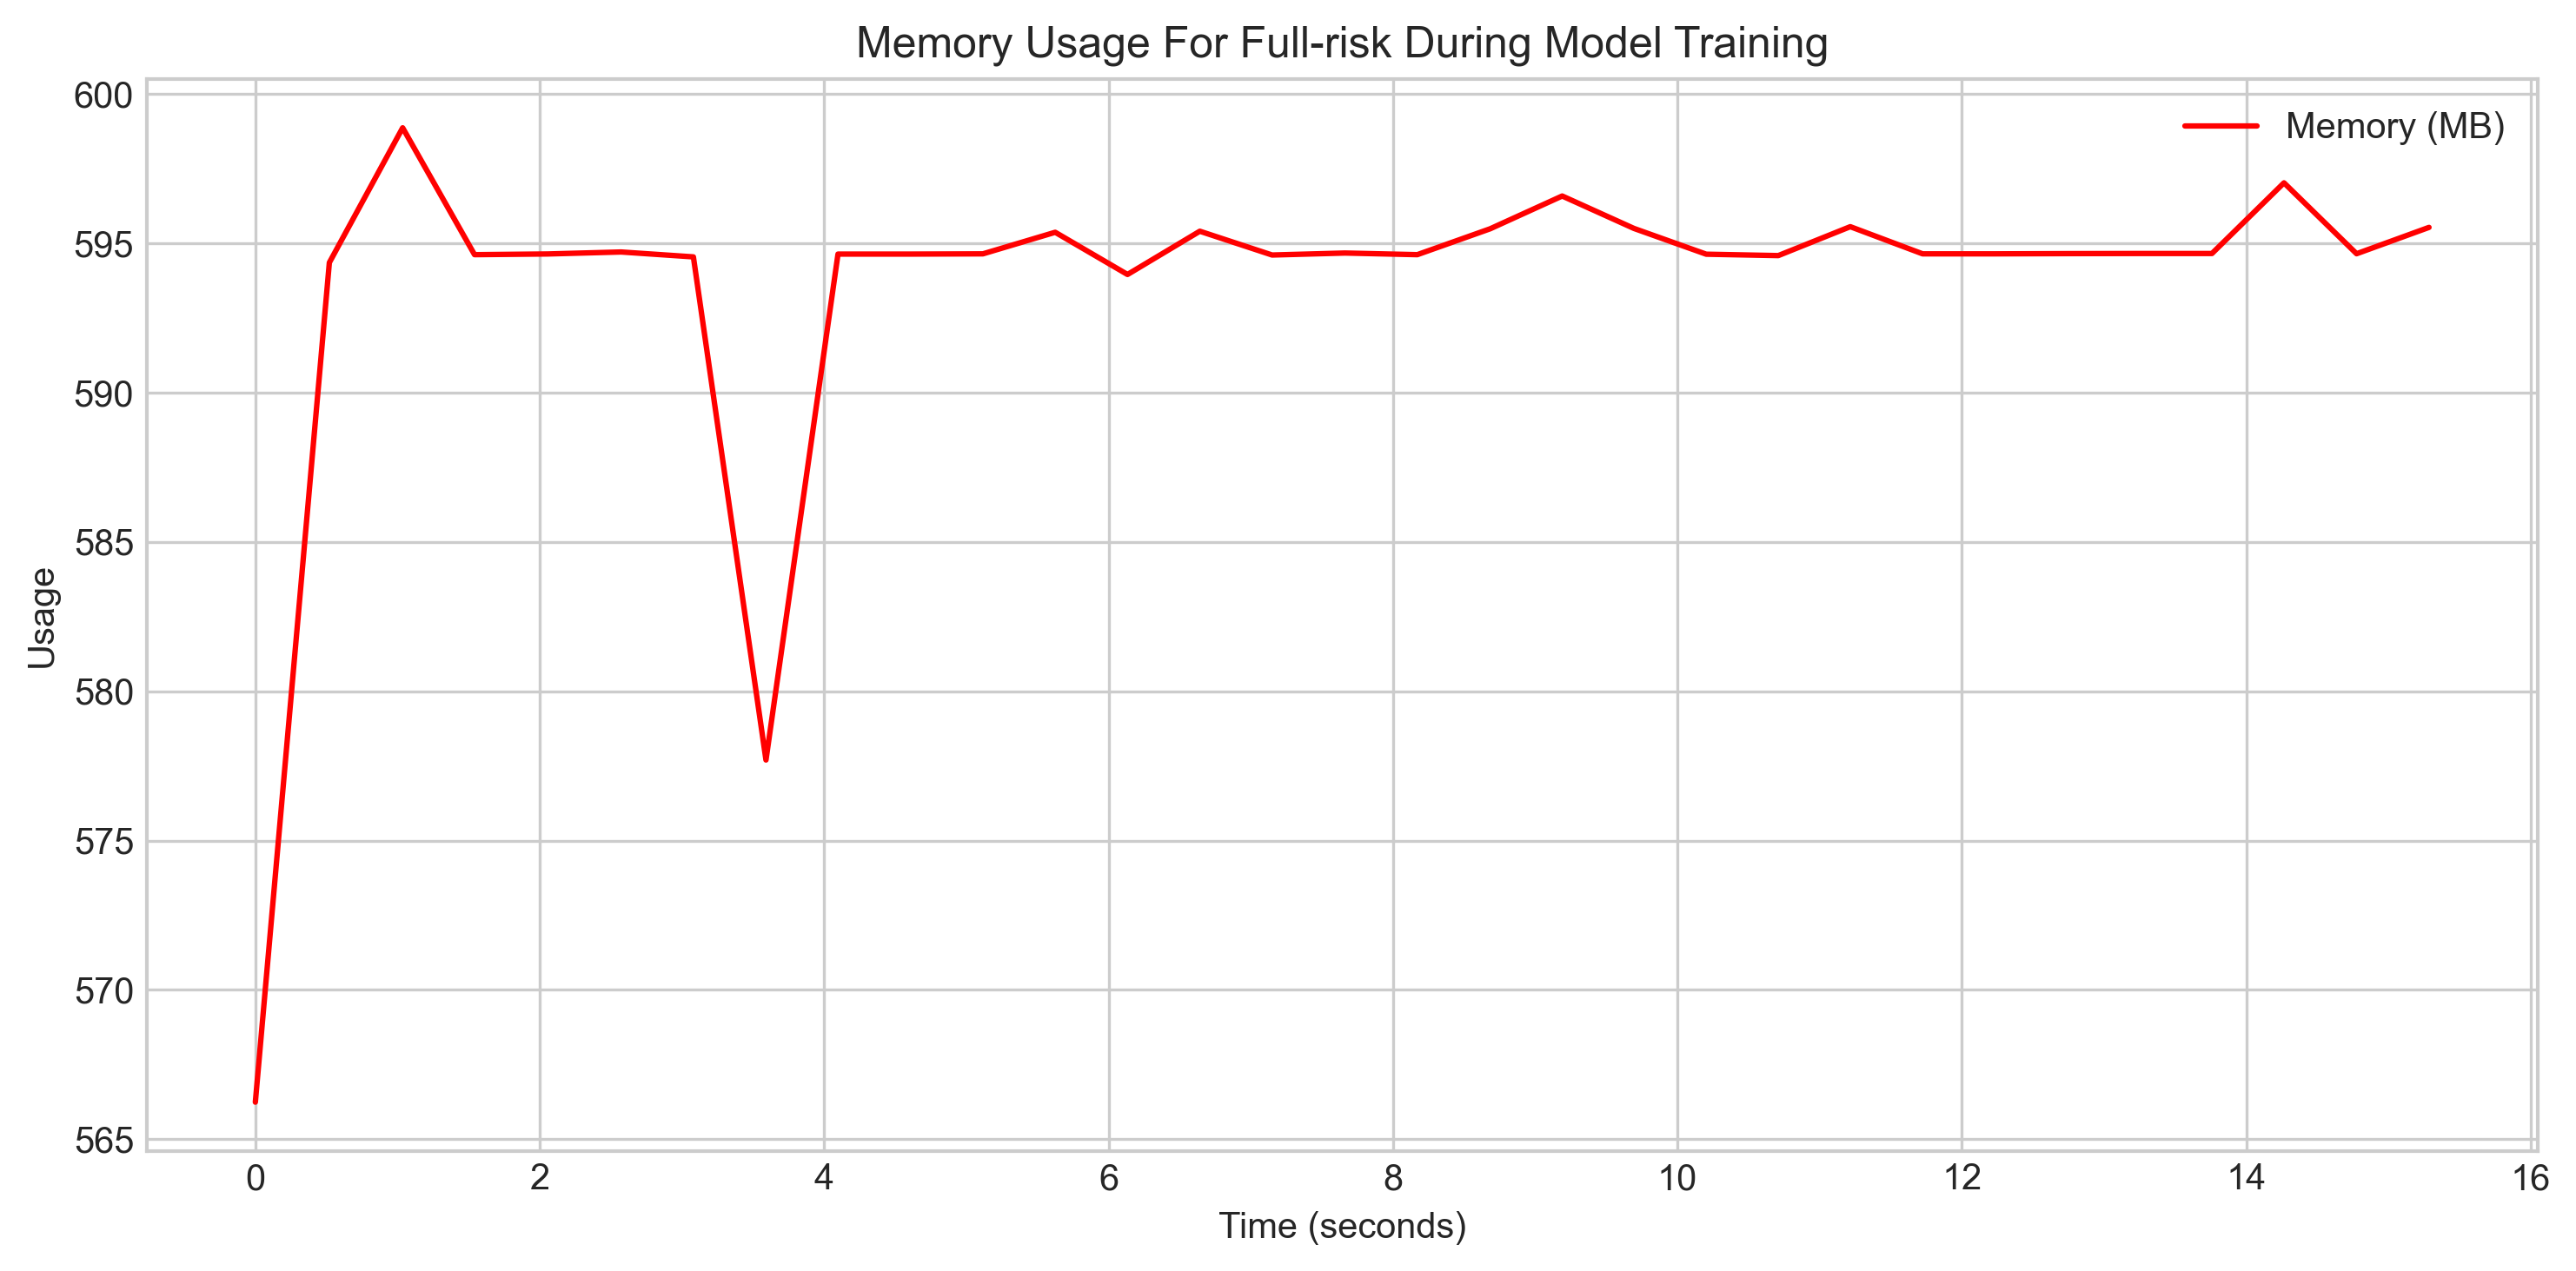 Memory Usage For Full-risk During Model Training
600
595
590
585
580
575
570
565
Usage
Memory (MB)
0 2 4 6 8 10 12 14 16
Time (seconds)